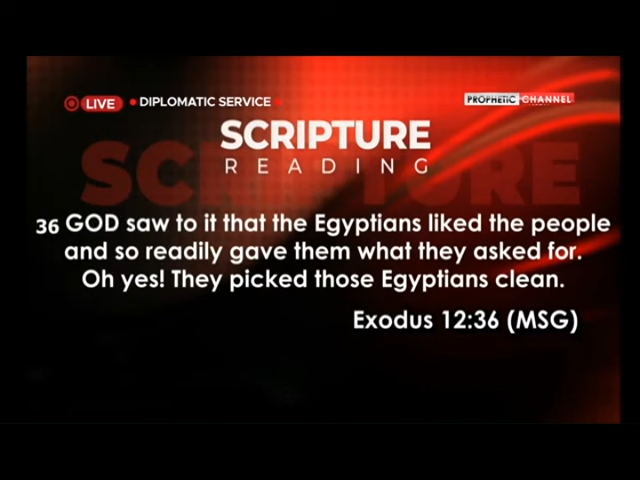 LIVE DIPLOMATIC SERVICE
PROPHETIC CHANNEL
SCRIPTURE
READING
SCRIPTURE
36 GOD saw to it that the Egyptians liked the people
and so readily gave them what they asked for.
Oh yes! They picked those Egyptians clean.
Exodus 12:36 (MSG)